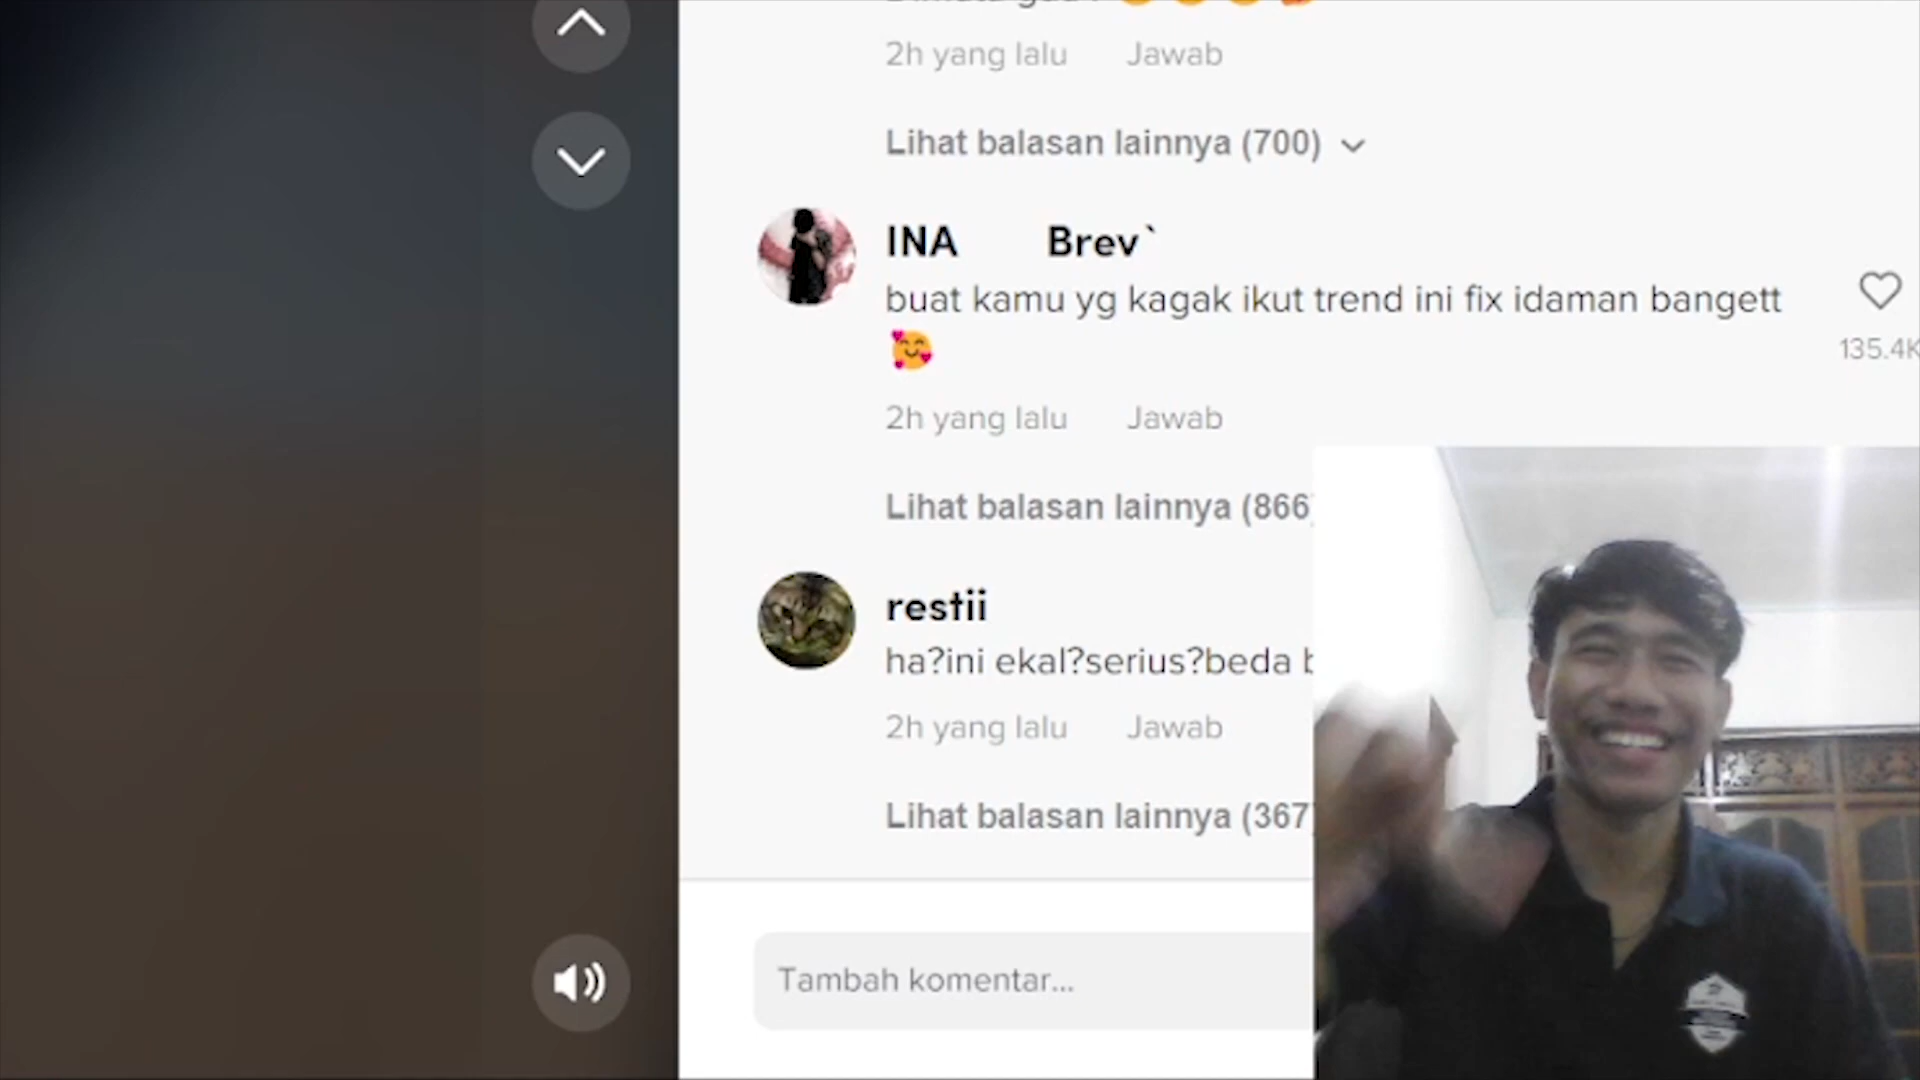 2h yang lalu Jawab
Lihat balasan lainnya (700)
INA Brev`
buat kamu yg kagak ikut trend ini fix idaman bangett
🥰
135.4K
2h yang lalu Jawab
Lihat balasan lainnya (866)
restii
ha?ini ekal?serius?beda
2h yang lalu Jawab
Lihat balasan lainnya (367)
Tambah komentar...